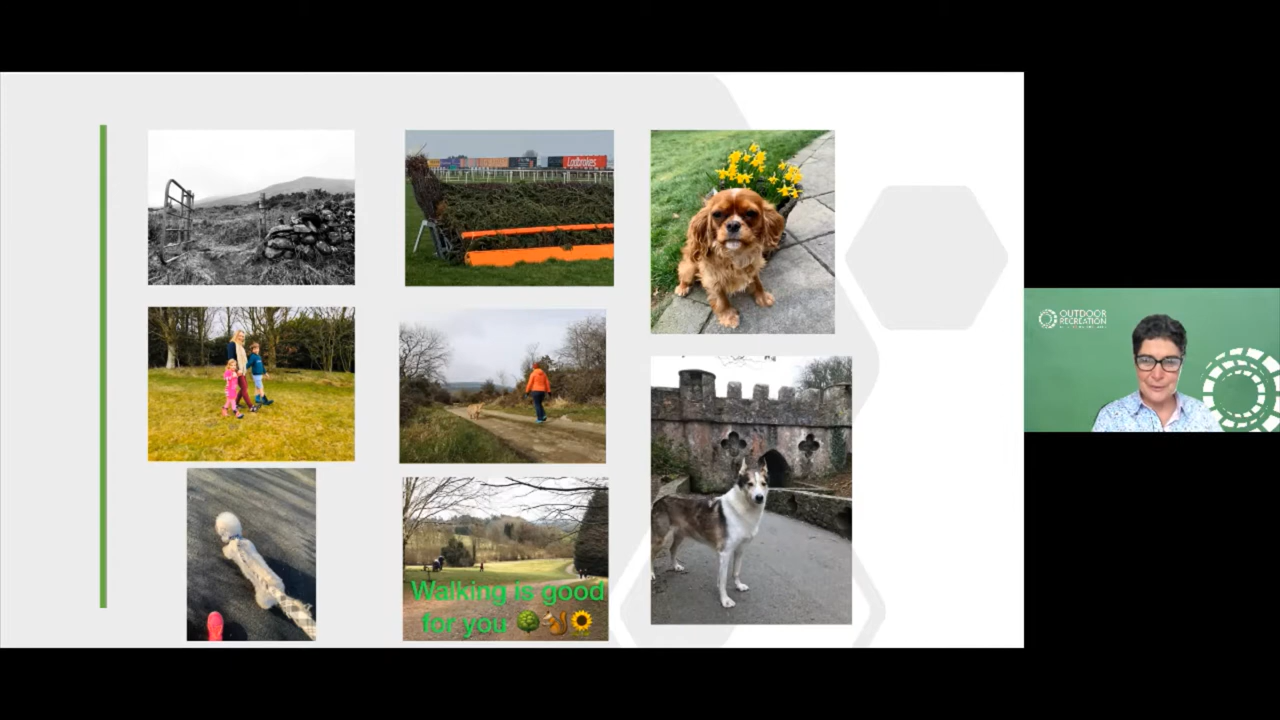 Ladbrokes
Walking is good
for you
OUTDOOR
RECREATION